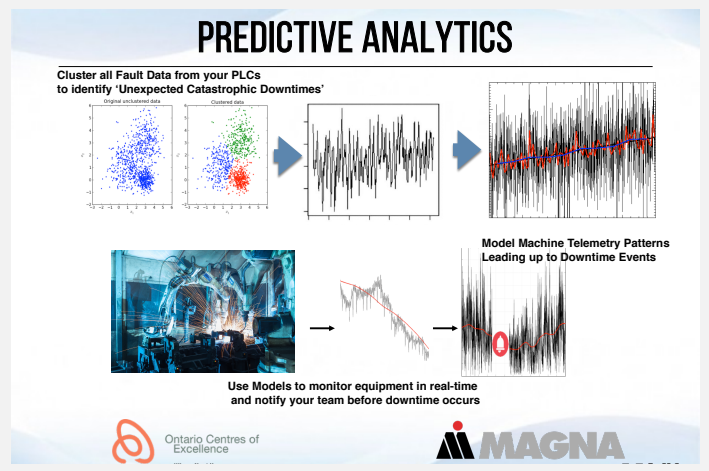 PREDICTIVE ANALYTICS
Cluster all Fault Data from your PLCs
to identify ‘Unexpected Catastrophic Downtimes’
Original unclustered data
Clustered data
Model Machine Telemetry Patterns
Leading up to Downtime Events
Use Models to monitor equipment in real-time
and notify your team before downtime occurs
Ontario Centres of
Excellence
MAGNA